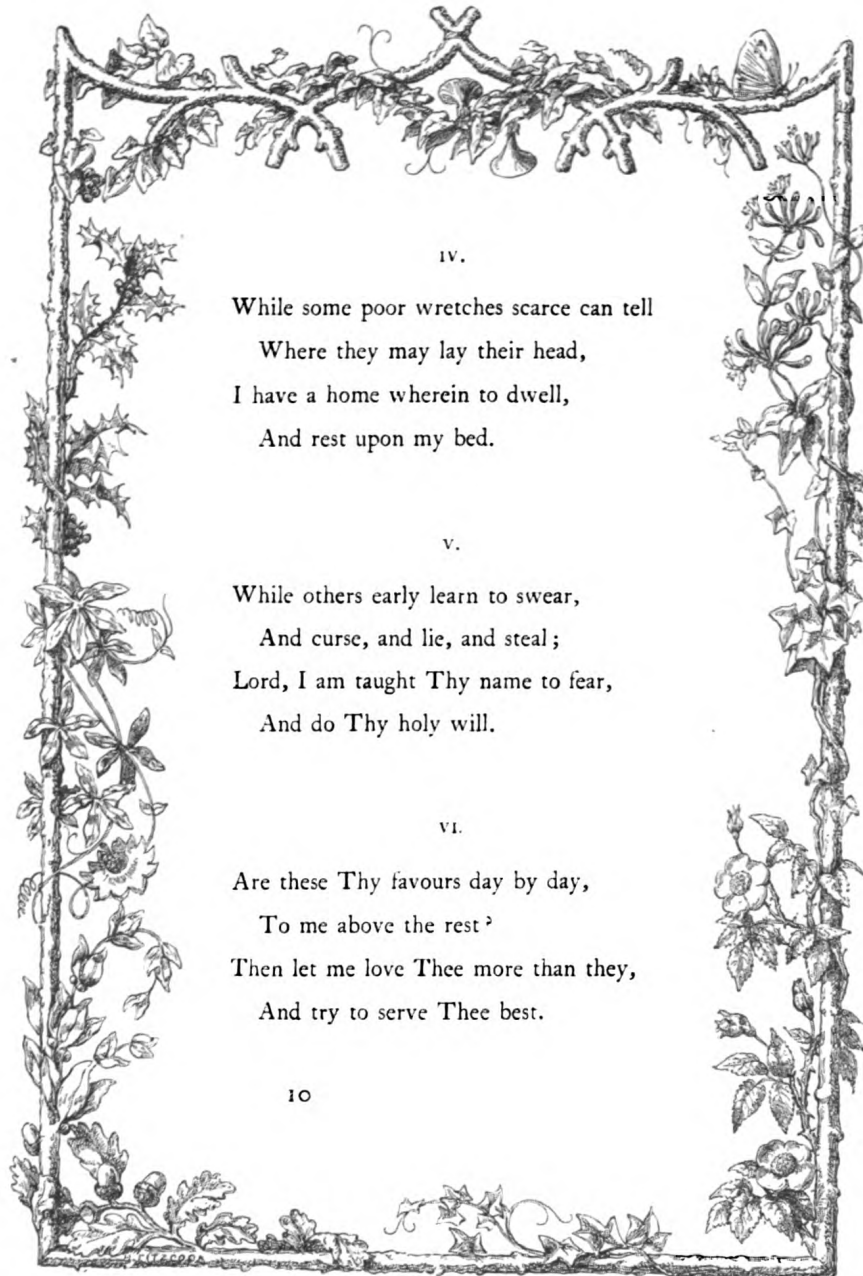 IV.
While some poor wretches scarce can tell
Where they may lay their head,
I have a home wherein to dwell,
And rest upon my bed.
V.
While others early learn to swear,
And curse, and lie, and steal;
Lord, I am taught Thy name to fear,
And do Thy holy will.
VI.
Are these Thy favours day by day,
To me above the rest?
Then let me love Thee more than they,
And try to serve Thee best.
10